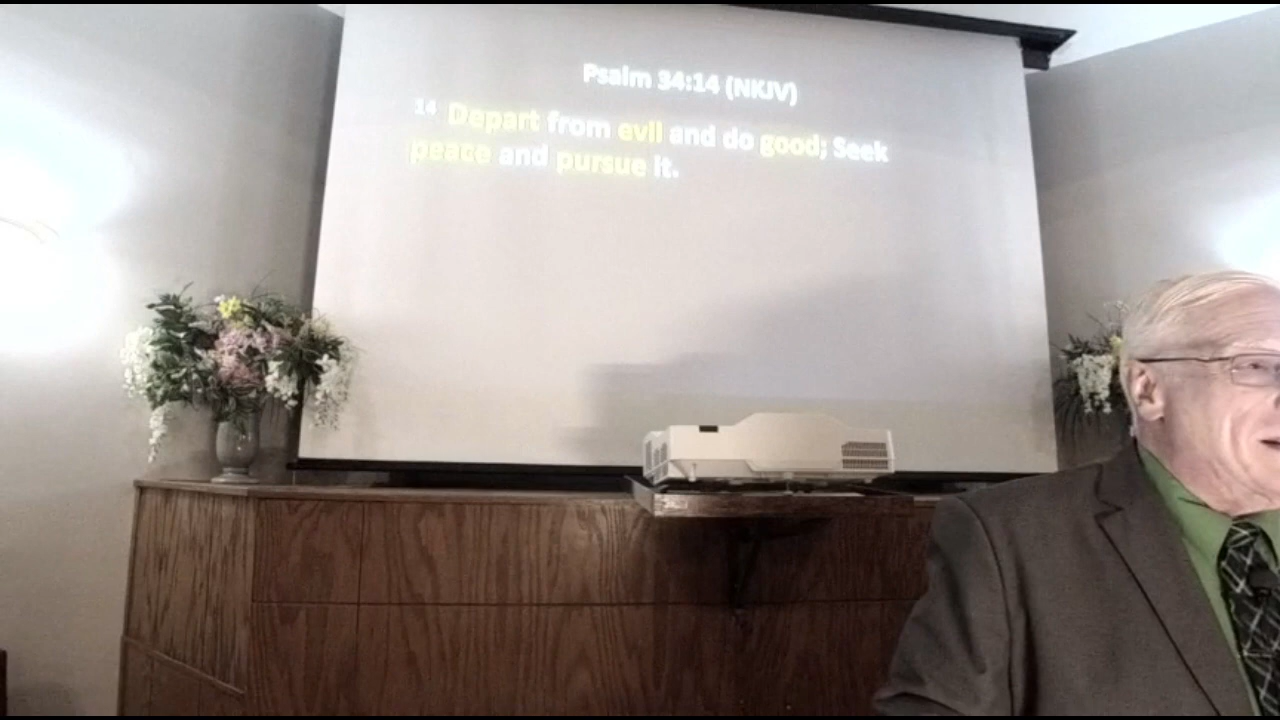 Psalm 34:14 (NKJV)
14 Depart from evil and do good; Seek
peace and pursue it.